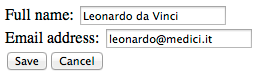 Full name: Leonardo da Vinci
Email address: leonardo@medici.it
Save Cancel